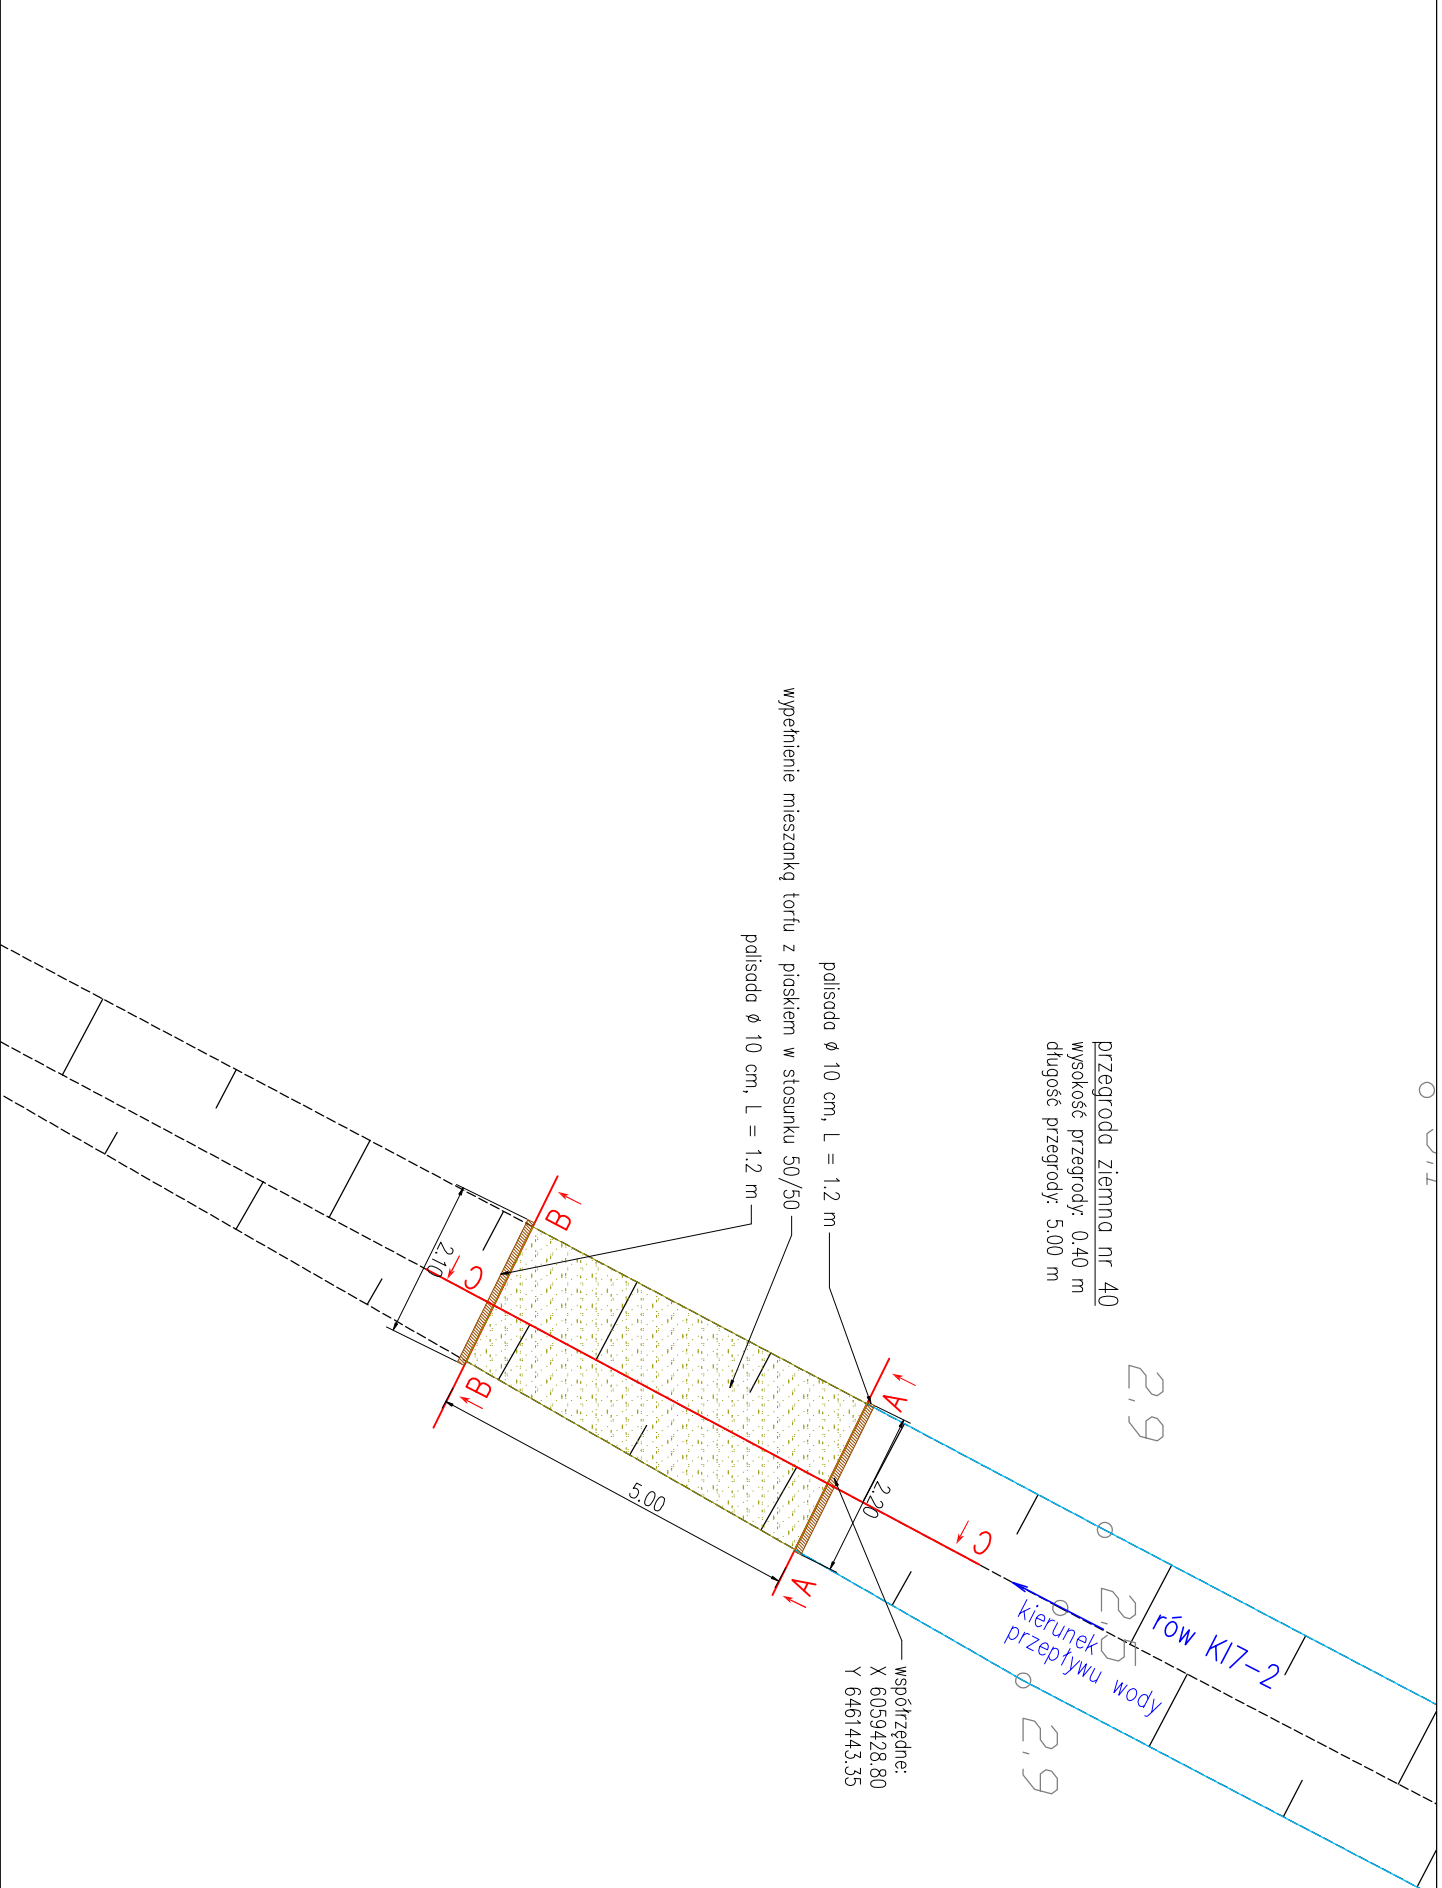 przegroda ziemna nr 40
wysokość przegrody: 0.40 m
długość przegrody: 5.00 m
palisada ϕ 10 cm, L = 1.2 m
wypełnienie mieszanką torfu z piaskiem w stosunku 50/50
palisada ϕ 10 cm, L = 1.2 m
współrzędne:
X 6059428.80
Y 6461443.35
rów KI7-2
kierunek
przepływu wody
2,9
2,5
2,9
A
A
B
B
C
C
2.20
2.10
5.00